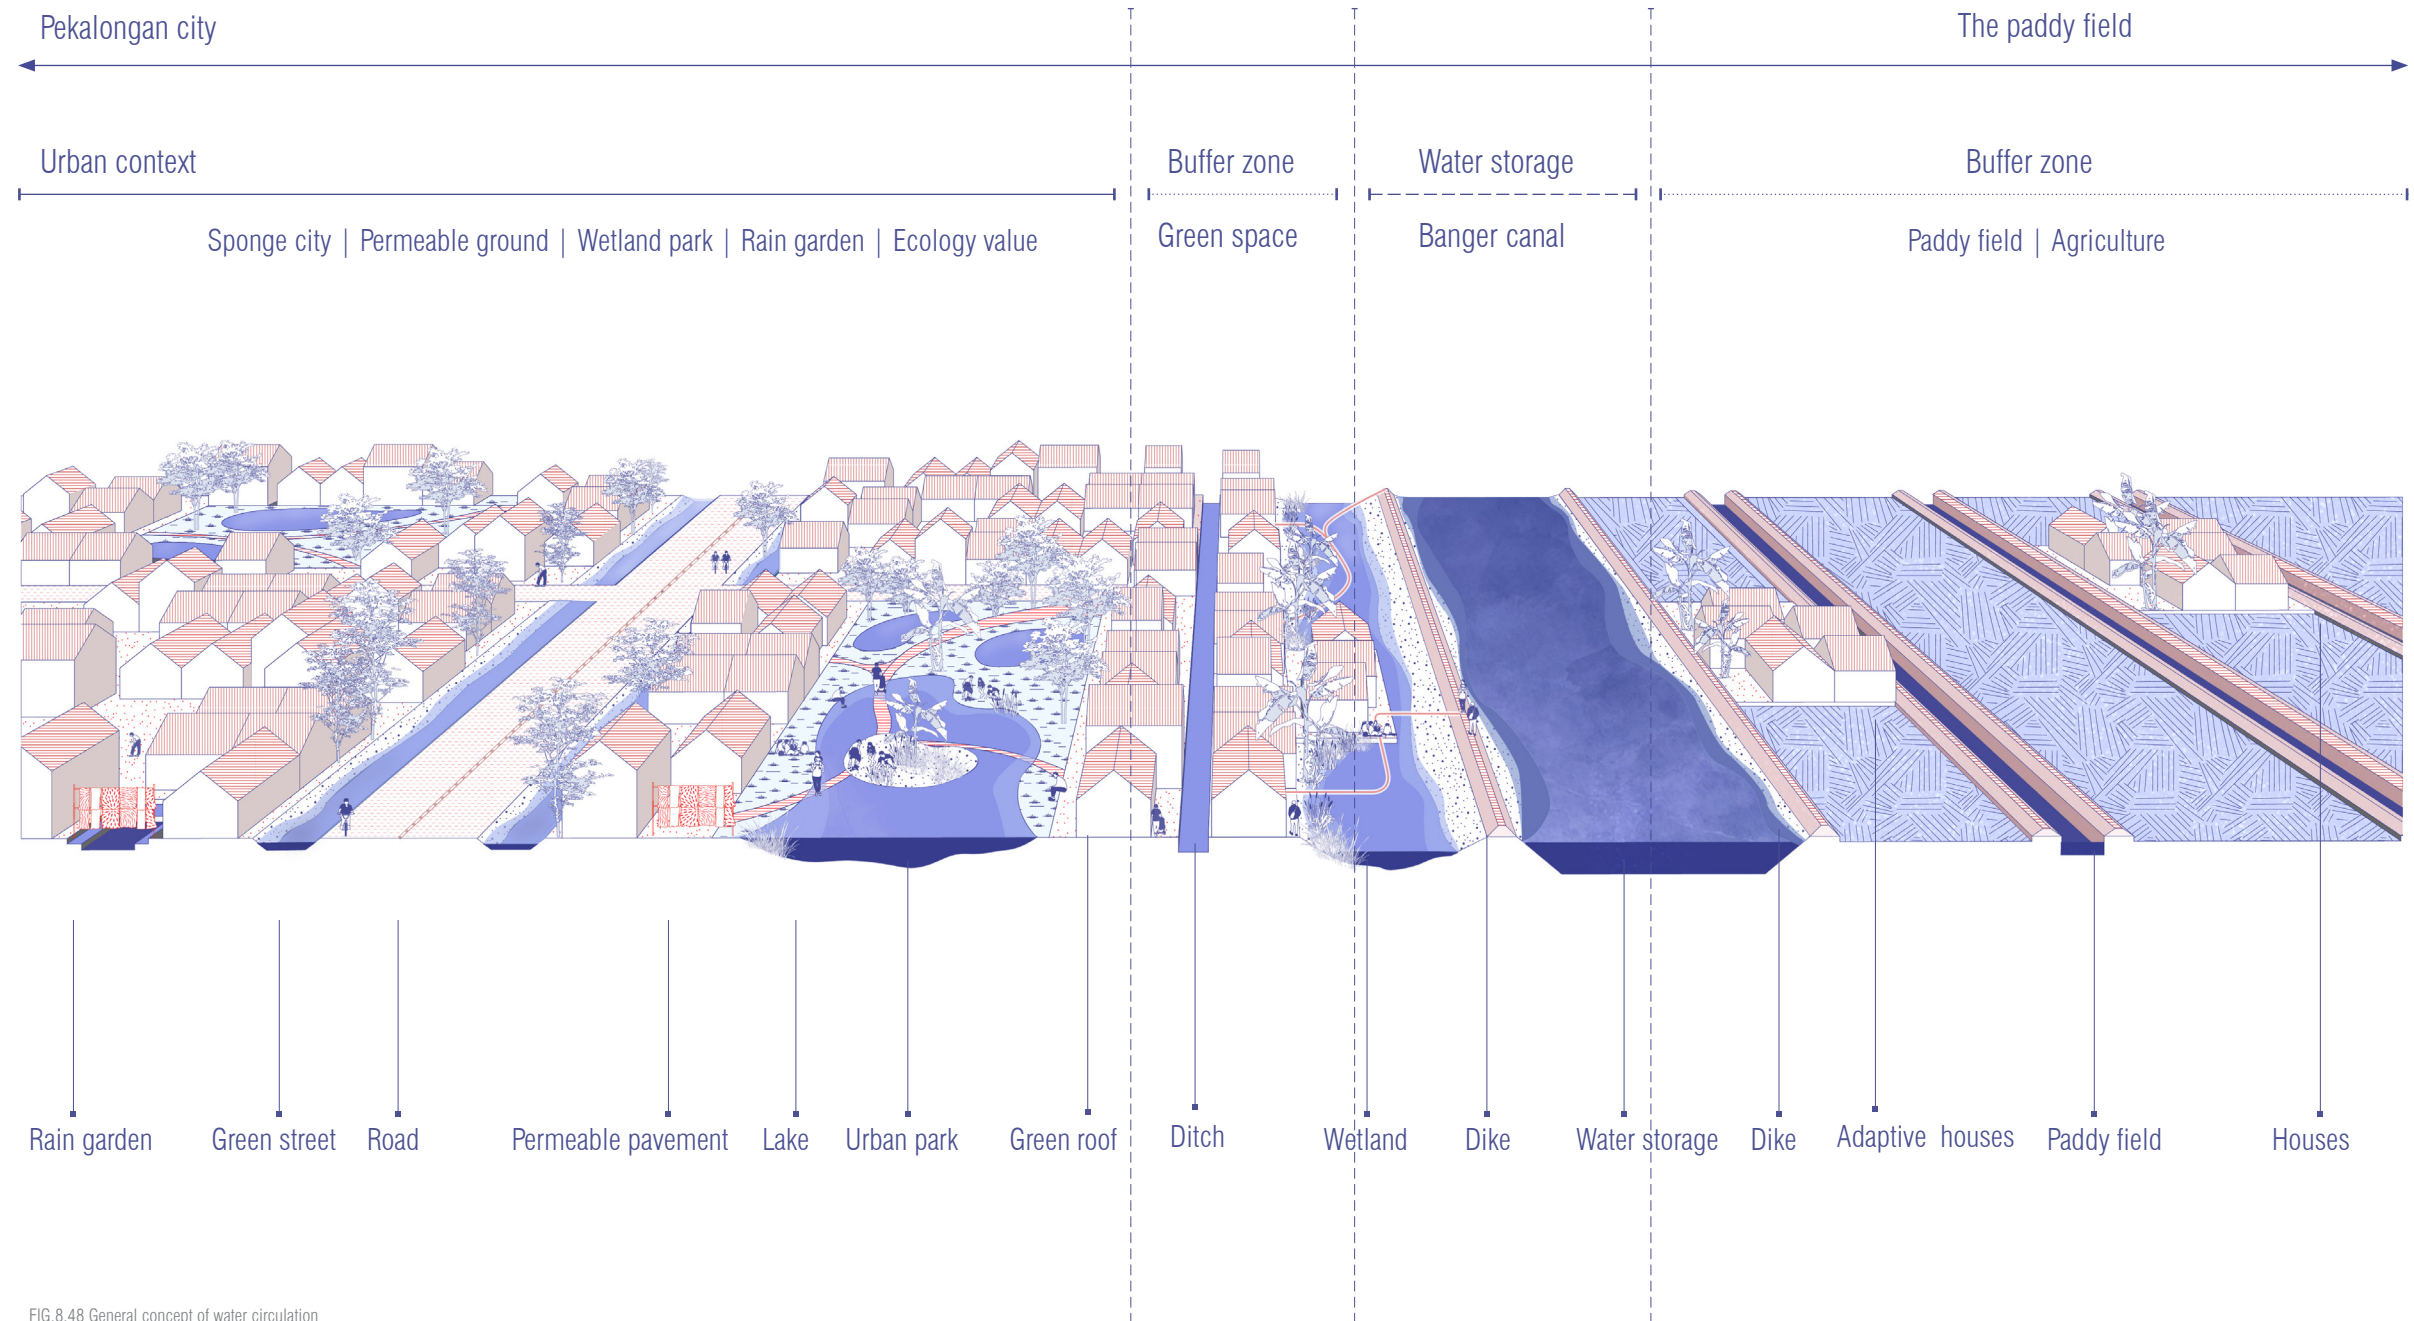 Pekalongan city
The paddy field
Urban context
Buffer zone
Water storage
Buffer zone
Sponge city | Permeable ground | Wetland park | Rain garden | Ecology value
Green space
Banger canal
Paddy field | Agriculture
Rain garden
Green street
Road
Permeable pavement
Lake
Urban park
Green roof
Ditch
Wetland
Dike
Water storage
Dike
Adaptive houses
Paddy field
Houses
FIG.8.48 General concept of water circulation